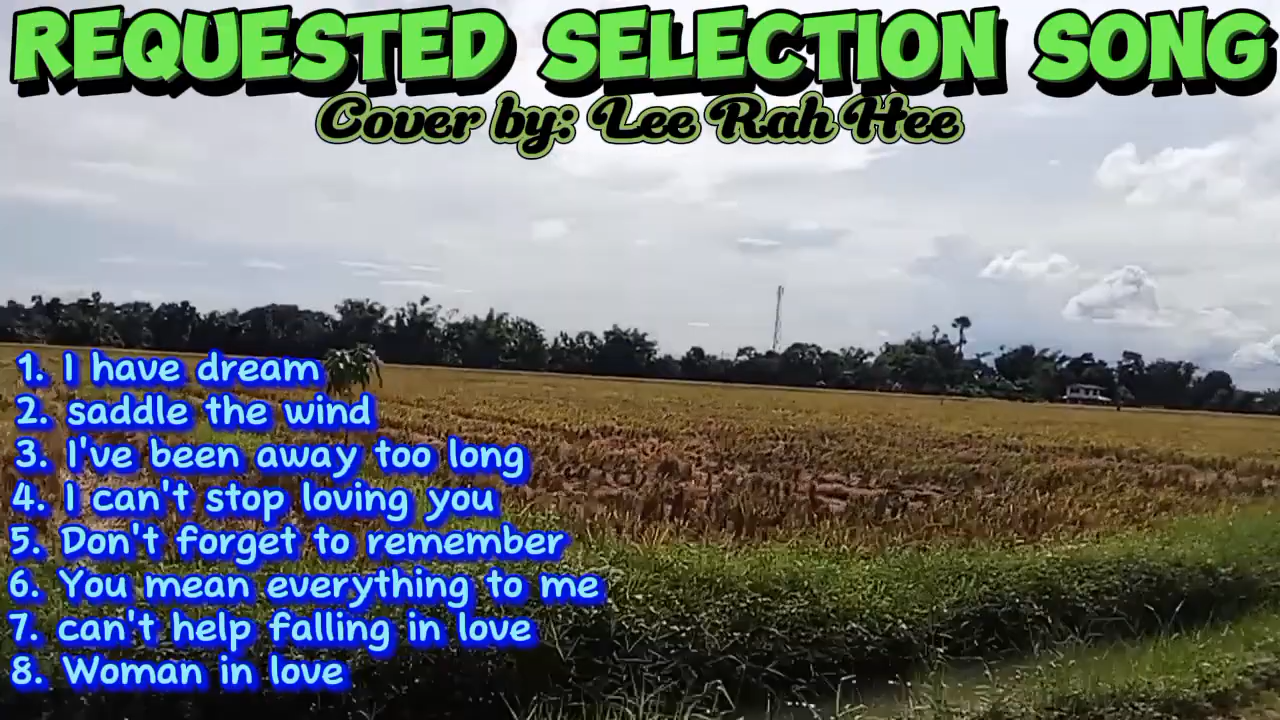 REQUESTED SELECTION SONG
Cover by: Lee Rah Hee
1. I have dream
2. saddle the wind
3. I've been away too long
4. I can't stop loving you
5. Don't forget to remember
6. You mean everything to me
7. can't help falling in love
8. Woman in love